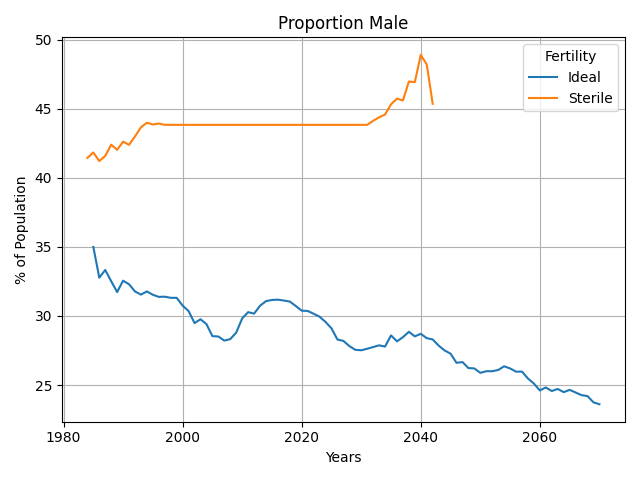 Proportion Male
Fertility
Ideal
Sterile
% of Population
50
45
40
35
30
25
1980
2000
2020
2040
2060
Years